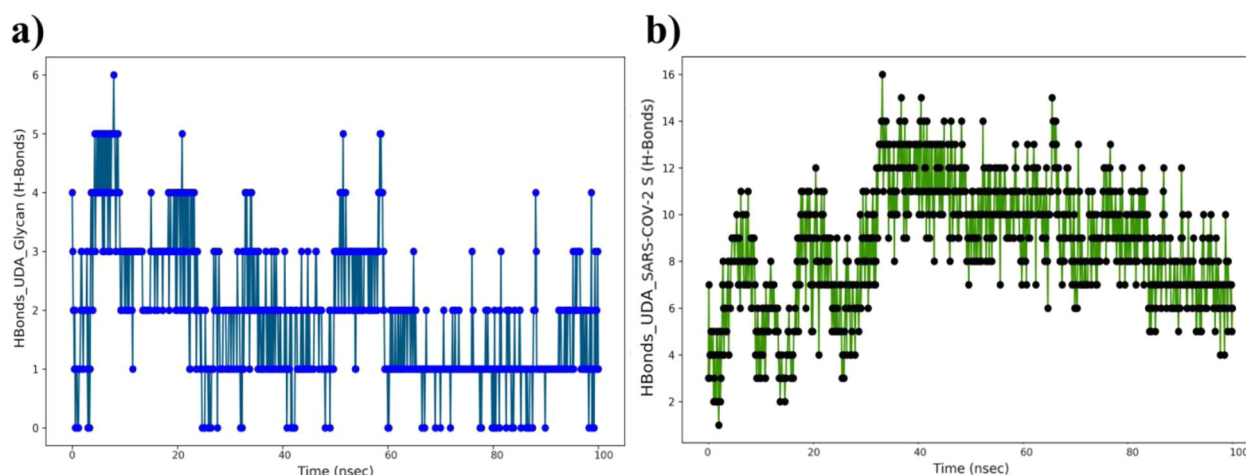 a)
HBonds_UDA_Glycan (H-Bonds)
6
5
4
3
2
1
0
0 20 40 60 80 100
Time (nsec)
b)
HBonds_UDA_SARS-COV-2 S (H-Bonds)
16
14
12
10
8
6
4
2
0 20 40 60 80 100
Time (nsec)